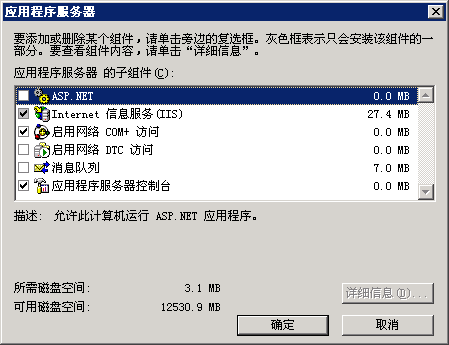 应用程序服务器
要添加或删除某个组件，请单击旁边的复选框。灰色框表示只会安装该组件的一
部分。要查看组件内容，请单击“详细信息”。
应用程序服务器 的子组件(C):
ASP.NET 0.0 MB
Internet 信息服务(IIS) 27.4 MB
启用网络 COM+ 访问 0.0 MB
启用网络 DTC 访问 0.0 MB
消息队列 7.0 MB
应用程序服务器控制台 0.0 MB
描述: 允许此计算机运行 ASP.NET 应用程序。
所需磁盘空间: 3.1 MB
可用磁盘空间: 12530.9 MB
详细信息(D)...
确定 取消